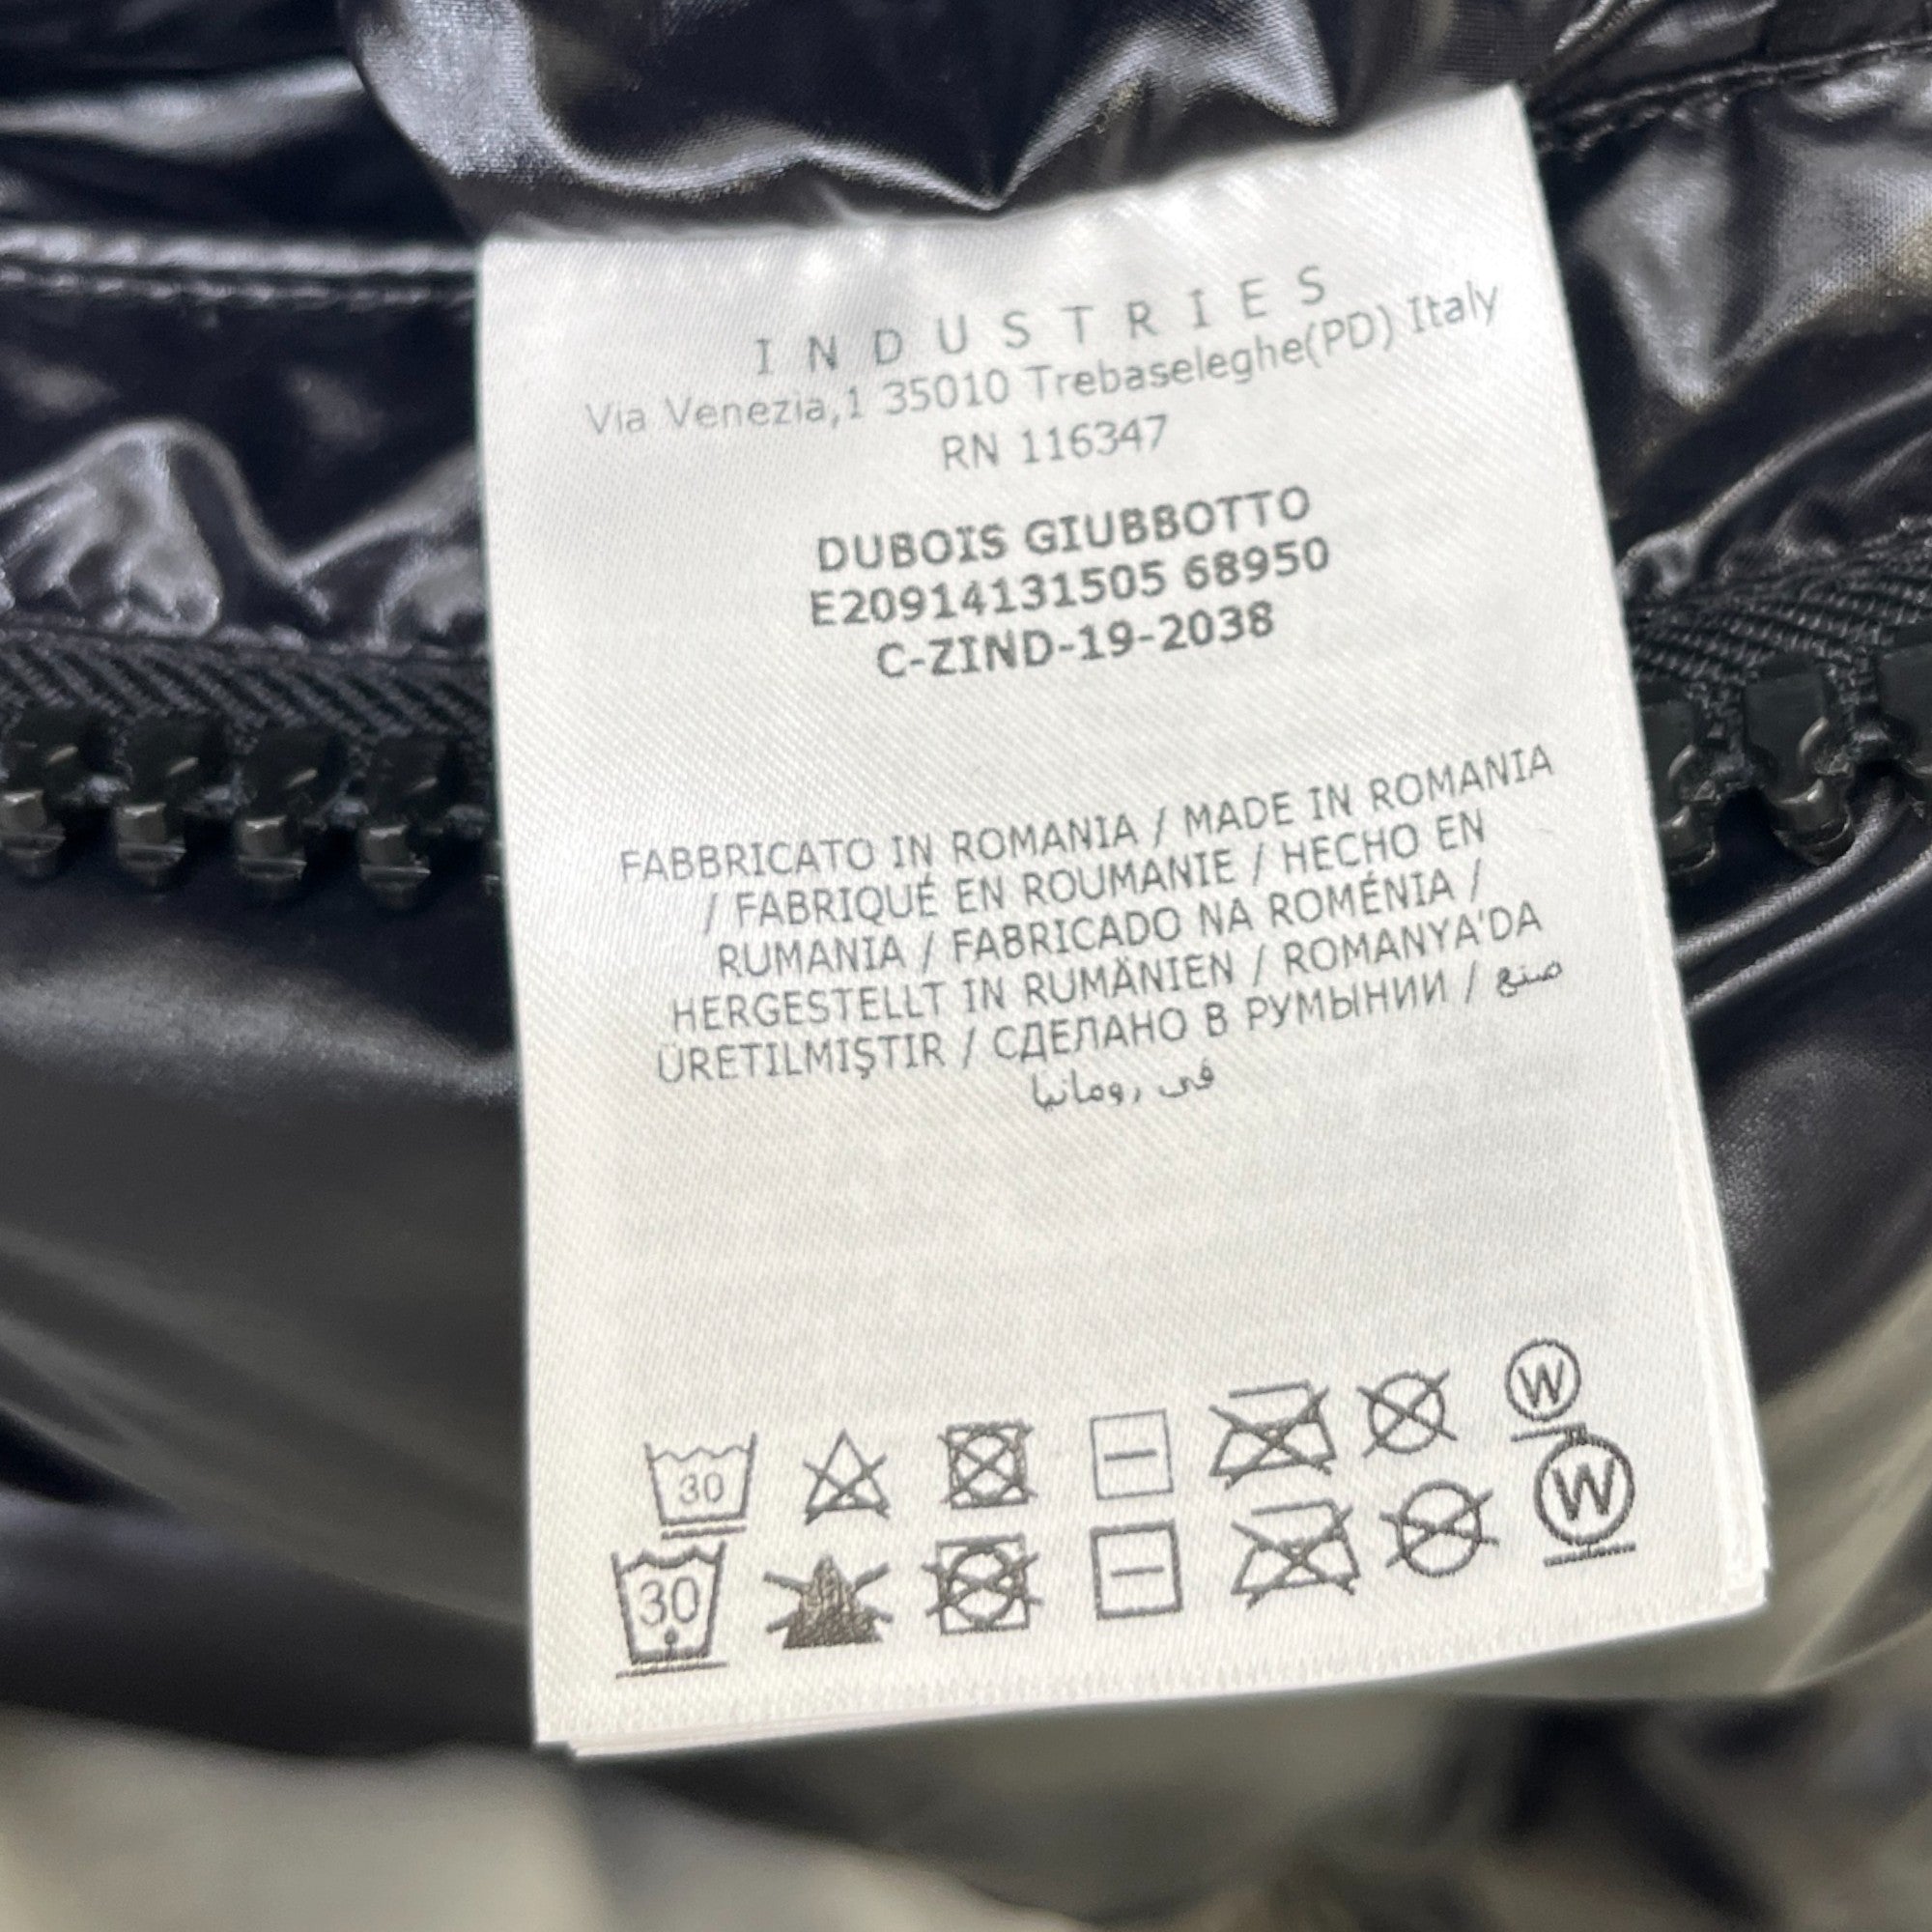 INDUSTRIES
Via Venezia,1 35010 Trebaseleghe(PD) Italy
RN 116347
DUBOIS GIUBBOTTO
E20914131505 68950
C-ZIND-19-2038
FABBRICATO IN ROMANIA / MADE IN ROMANIA
/ FABRIQUÉ EN ROUMANIE / HECHO EN
RUMANIA / FABRICADO NA ROMÉNIA /
HERGESTELLT IN RUMÄNIEN / ROMANYA'DA
ÜRETILMIŞTIR / СДЕЛАНО В РУМЫНИИ / صنع
فى رومانيا
30 W
30 W